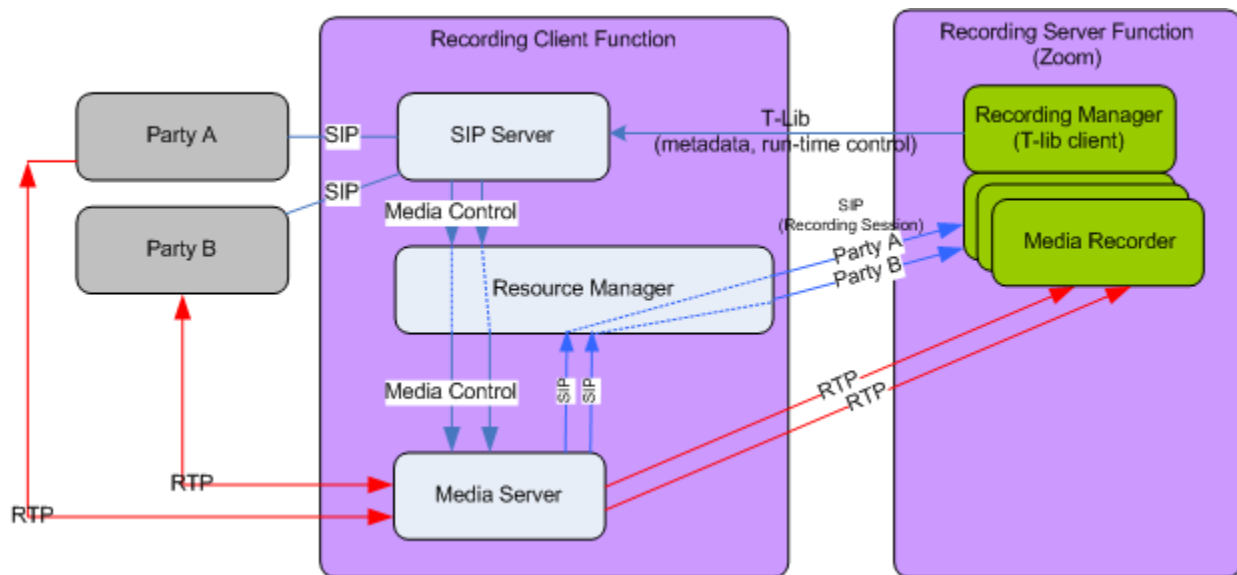 Recording Client Function
Recording Server Function
(Zoom)
Party A
SIP
SIP Server
T-Lib
(metadata, run-time control)
Recording Manager
(T-lib client)
SIP
Party B
Media Control
SIP
(Recording Session)
Party A
Party B
Media Recorder
Resource Manager
Media Control
SIP
SIP
RTP
RTP
RTP
Media Server
RTP